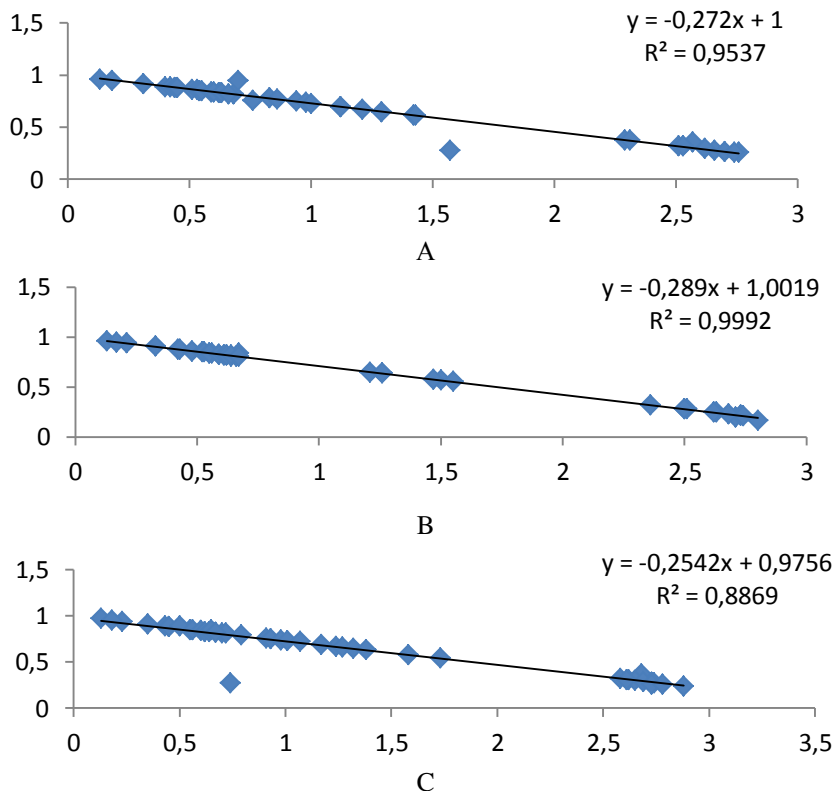 y = -0,272x + 1
R² = 0,9537
1,5
1
0,5
0
0 0,5 1 1,5 2 2,5 3
A
y = -0,289x + 1,0019
R² = 0,9992
1,5
1
0,5
0
0 0,5 1 1,5 2 2,5 3
B
y = -0,2542x + 0,9756
R² = 0,8869
1,5
1
0,5
0
0 0,5 1 1,5 2 2,5 3 3,5
C